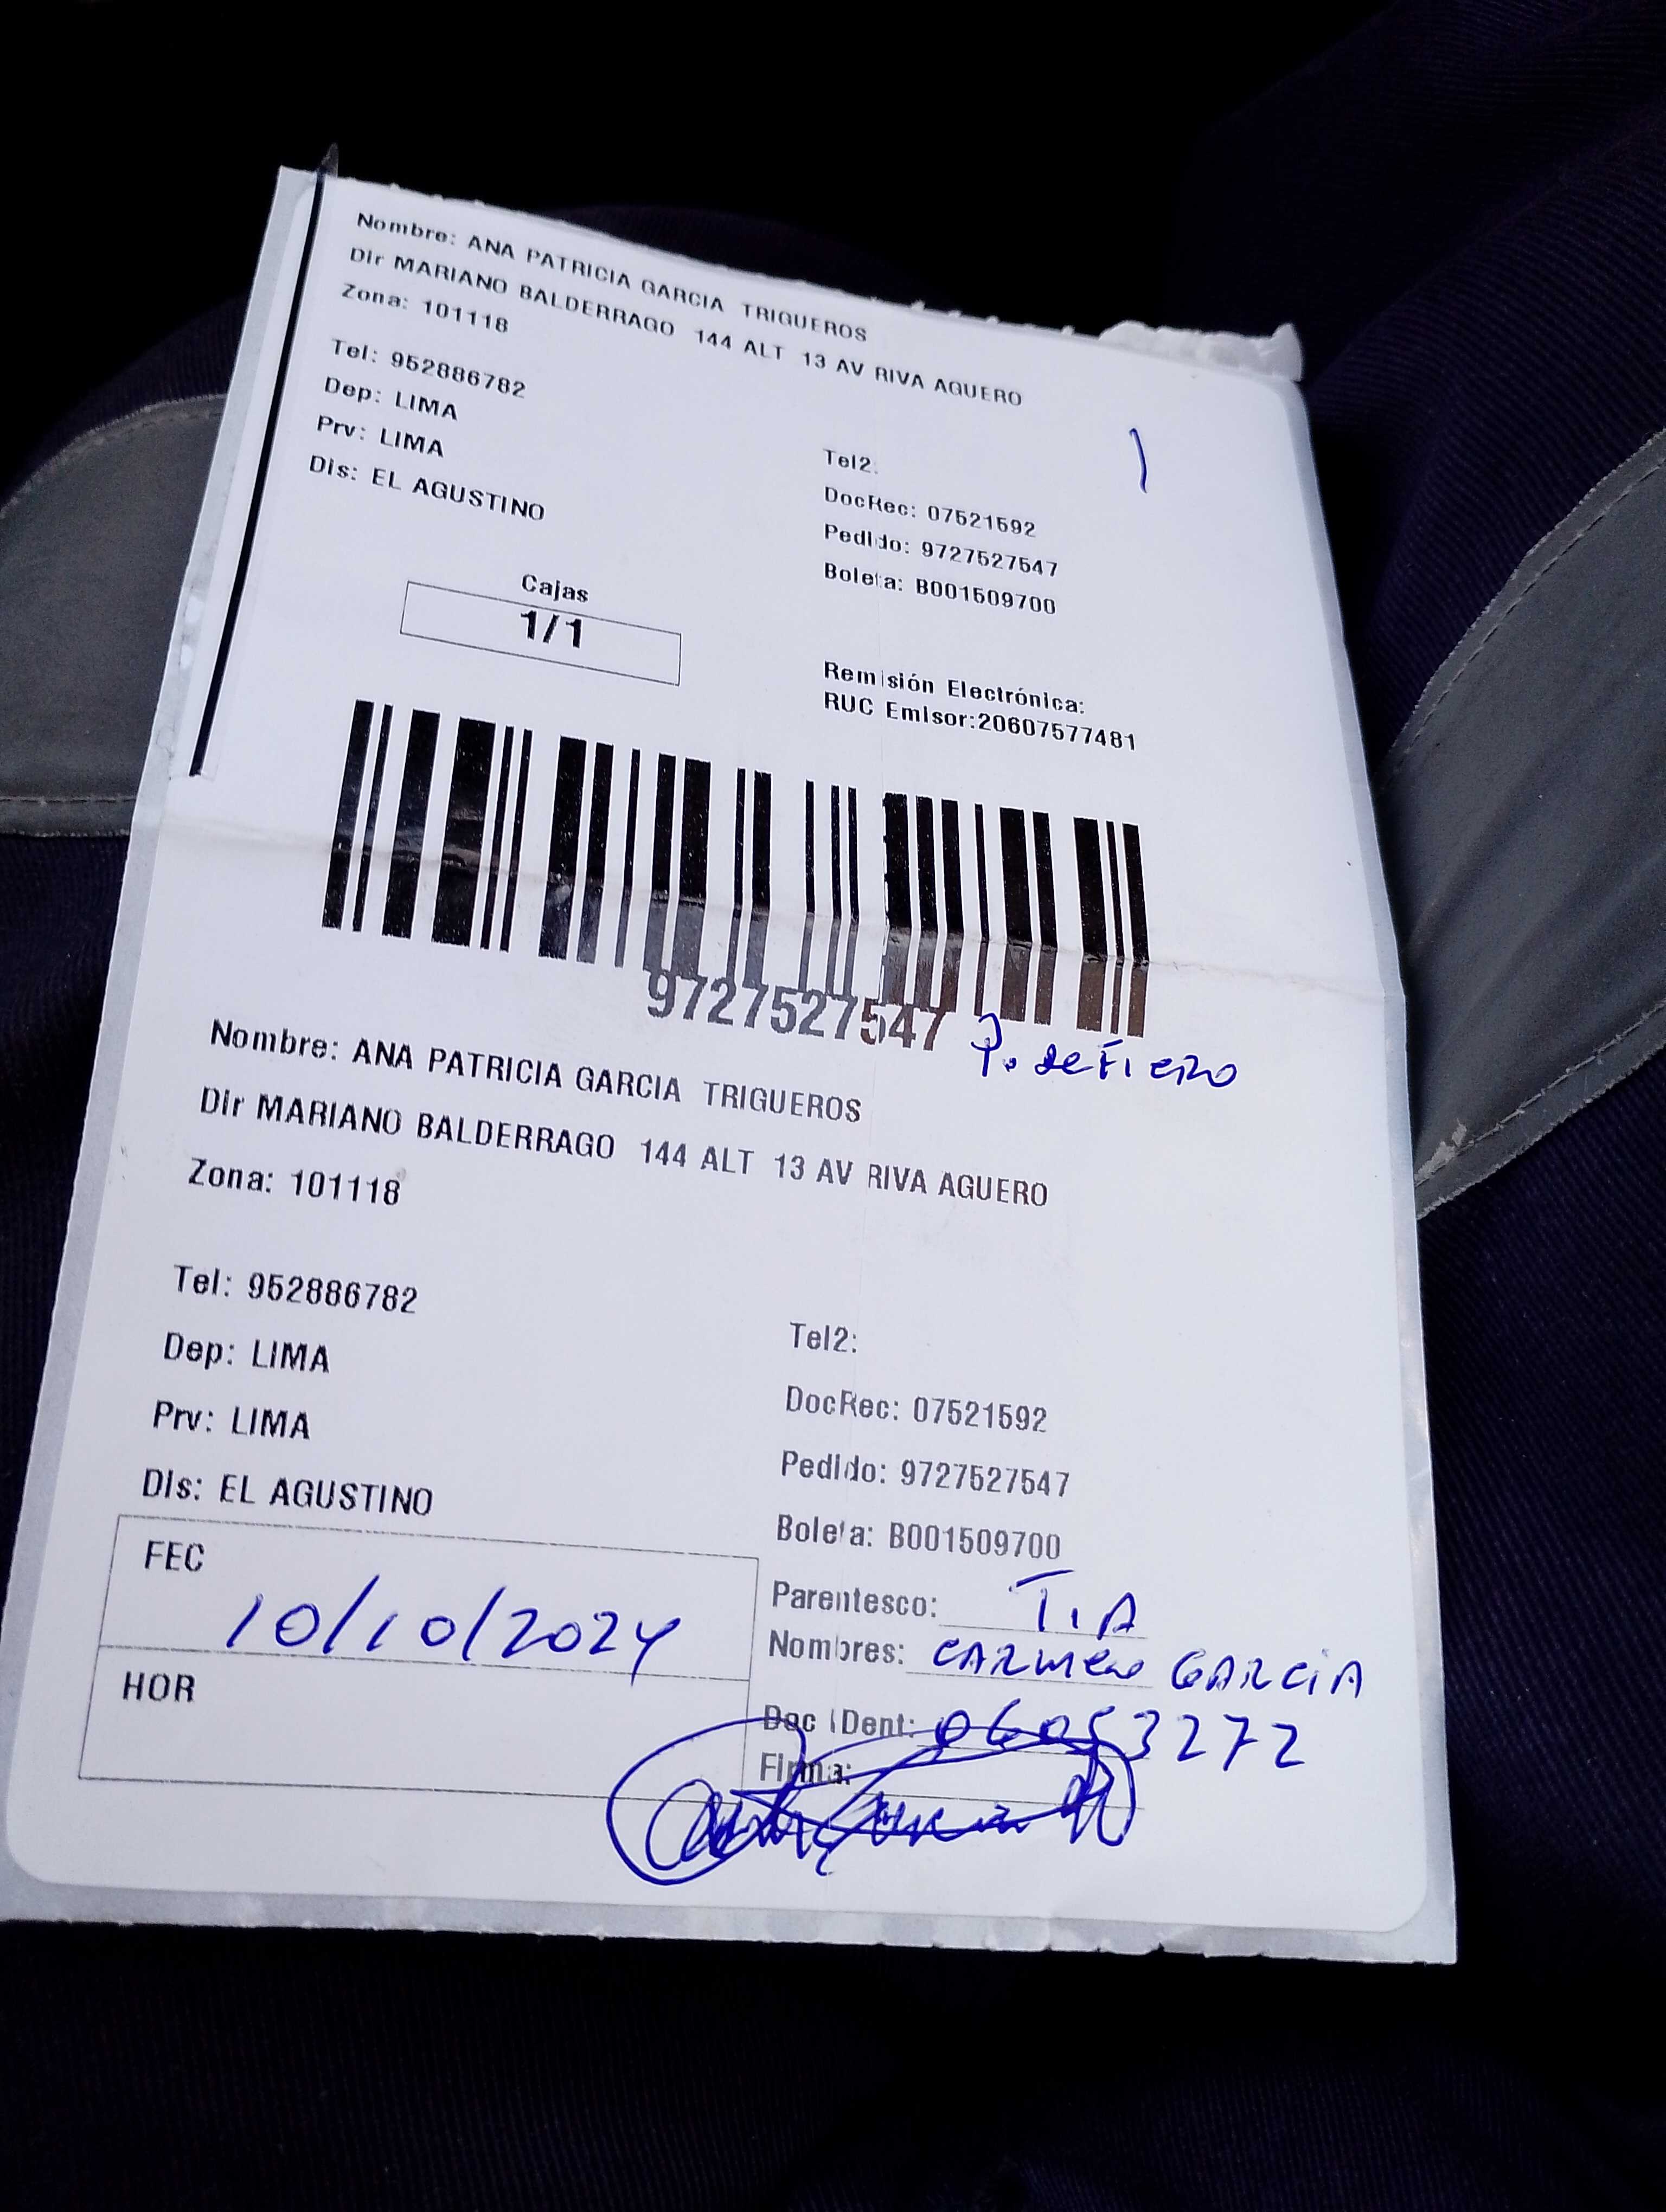 Nombre: ANA PATRICIA GARCIA TRIGUEROS
Dir MARIANO BALDERRAGO 144 ALT 13 AV RIVA AGUERO
Zona: 101118
Tel: 952886782
Dep: LIMA
Prv: LIMA
Dis: EL AGUSTINO
Tel2:
DocRec: 07521592
Pedido: 9727527547
Boleta: B001509700
Cajas
1/1
Remisión Electrónica:
RUC Emisor:20607577481
9727527547
P. de FiERO
Nombre: ANA PATRICIA GARCIA TRIGUEROS
Dir MARIANO BALDERRAGO 144 ALT 13 AV RIVA AGUERO
Zona: 101118
Tel: 952886782
Dep: LIMA
Prv: LIMA
Dis: EL AGUSTINO
Tel2:
DocRec: 07521592
Pedido: 9727527547
Boleta: B001509700
FEC
10/10/2024
HOR
Parentesco: TIA
Nombres: CARMEN GARCIA
Doc IDent: 06053272
Firma: